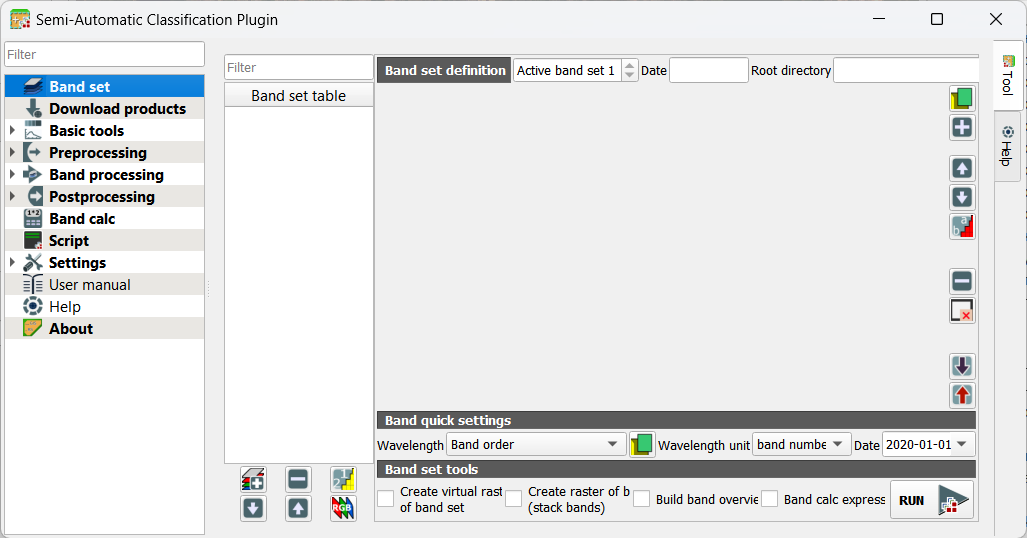 Semi-Automatic Classification Plugin
Filter
Band set
Download products
Basic tools
Preprocessing
Band processing
Postprocessing
Band calc
Script
Settings
User manual
Help
About
Filter
Band set table
Band set definition Active band set 1 Date Root directory
Band quick settings
Wavelength Band order Wavelength unit band numbe Date 2020-01-01
Band set tools
Create virtual rast
of band set
Create raster of b
(stack bands)
Build band overvie
Band calc express
RUN
RGB
Tool
Help